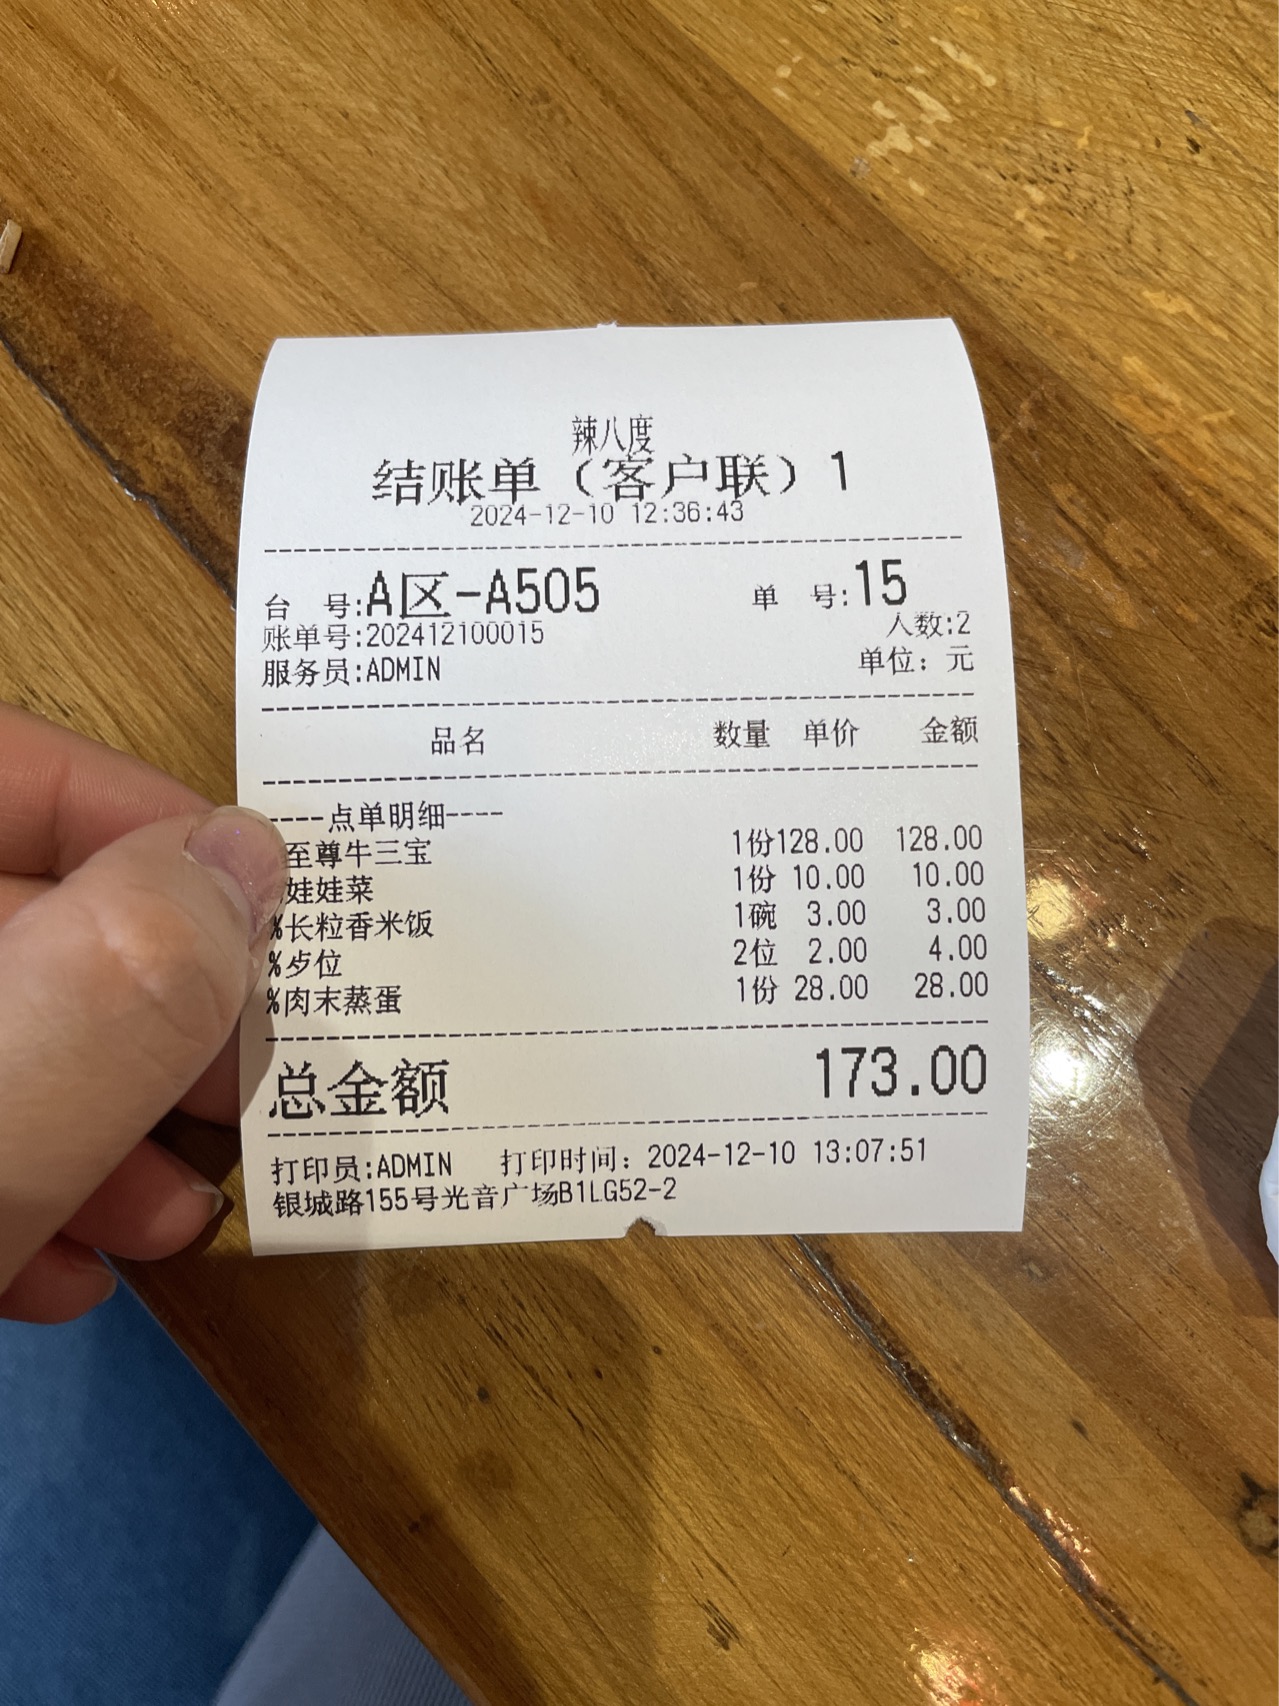 辣八度
结账单（客户联）1
2024-12-10 12:36:43
台 号:A区-A505 单 号:15
账单号:202412100015 人数:2
服务员:ADMIN 单位：元
品名 数量 单价 金额
----点单明细----
至尊牛三宝 1份128.00 128.00
娃娃菜 1份 10.00 10.00
%长粒香米饭 1碗 3.00 3.00
%歺位 2位 2.00 4.00
%肉末蒸蛋 1份 28.00 28.00
总金额 173.00
打印员:ADMIN 打印时间：2024-12-10 13:07:51
银城路155号光音广场B1LG52-2